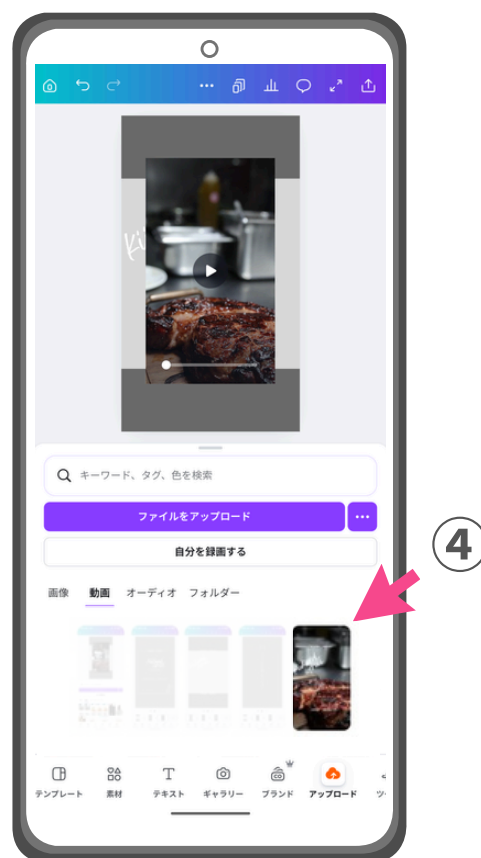 Ki
キーワード、タグ、色を検索
ファイルをアップロード
自分を録画する
④
画像 動画 オーディオ フォルダー
テンプレート 素材 テキスト ギャラリー ブランド アップロード ツー